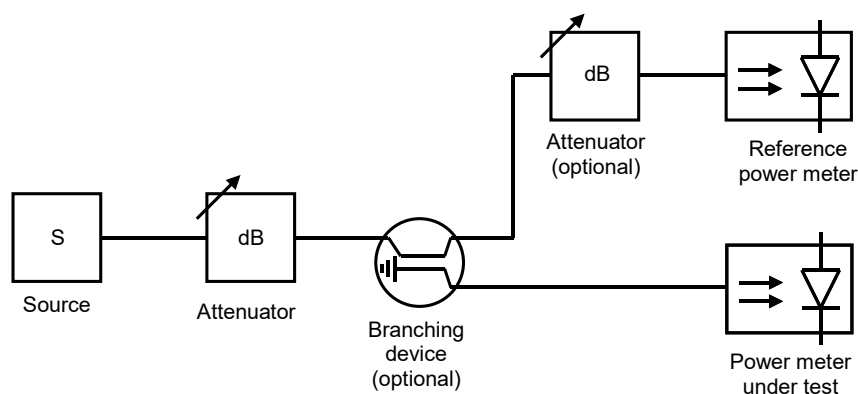 dB
Attenuator
(optional)
Reference
power meter
S
Source
dB
Attenuator
Branching
device
(optional)
Power meter
under test